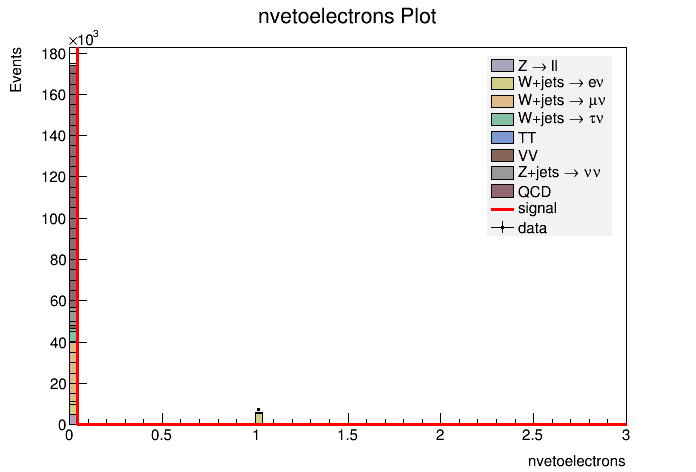 nvetoelectrons Plot
×10³
Events
180
160
140
120
100
80
60
40
20
0
0 0.5 1 1.5 2 2.5 3
nvetoelectrons
Z → ll
W+jets → eν
W+jets → μν
W+jets → τν
TT
VV
Z+jets → νν
QCD
signal
data